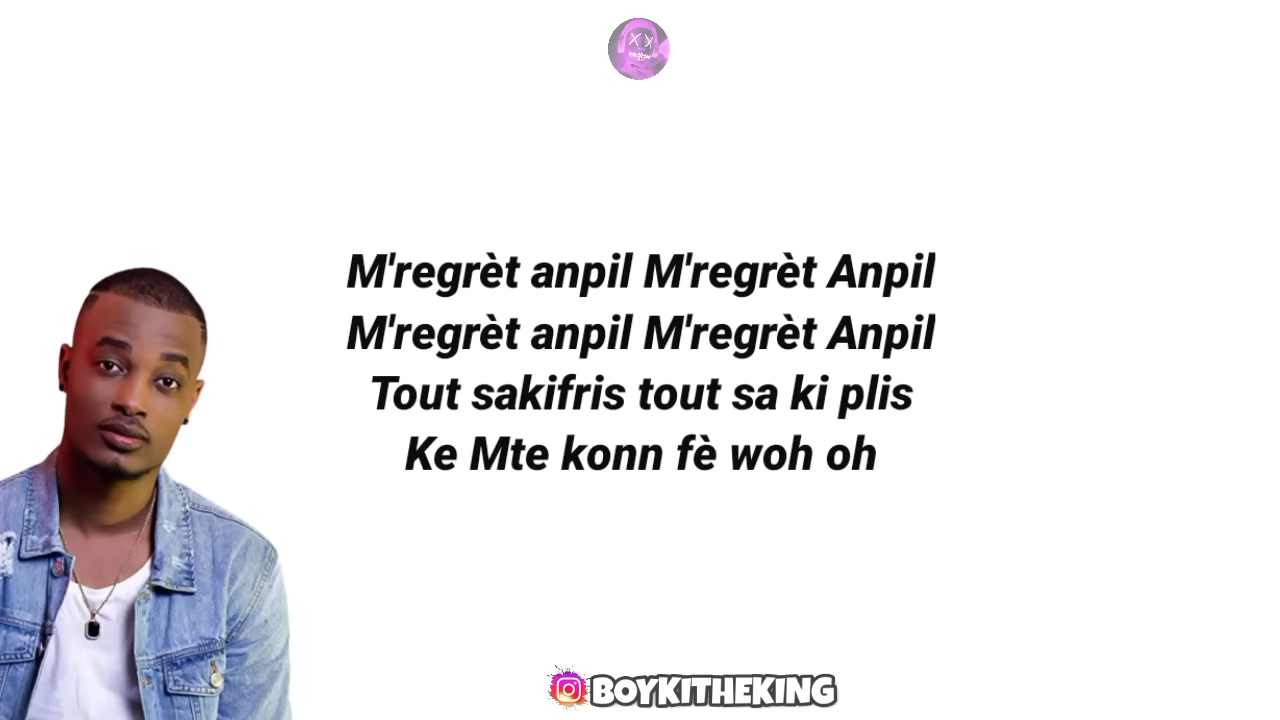 M'regrèt anpil M'regrèt Anpil
M'regrèt anpil M'regrèt Anpil
Tout sakifris tout sa ki plis
Ke Mte konn fè woh oh
BOYKITHEKING